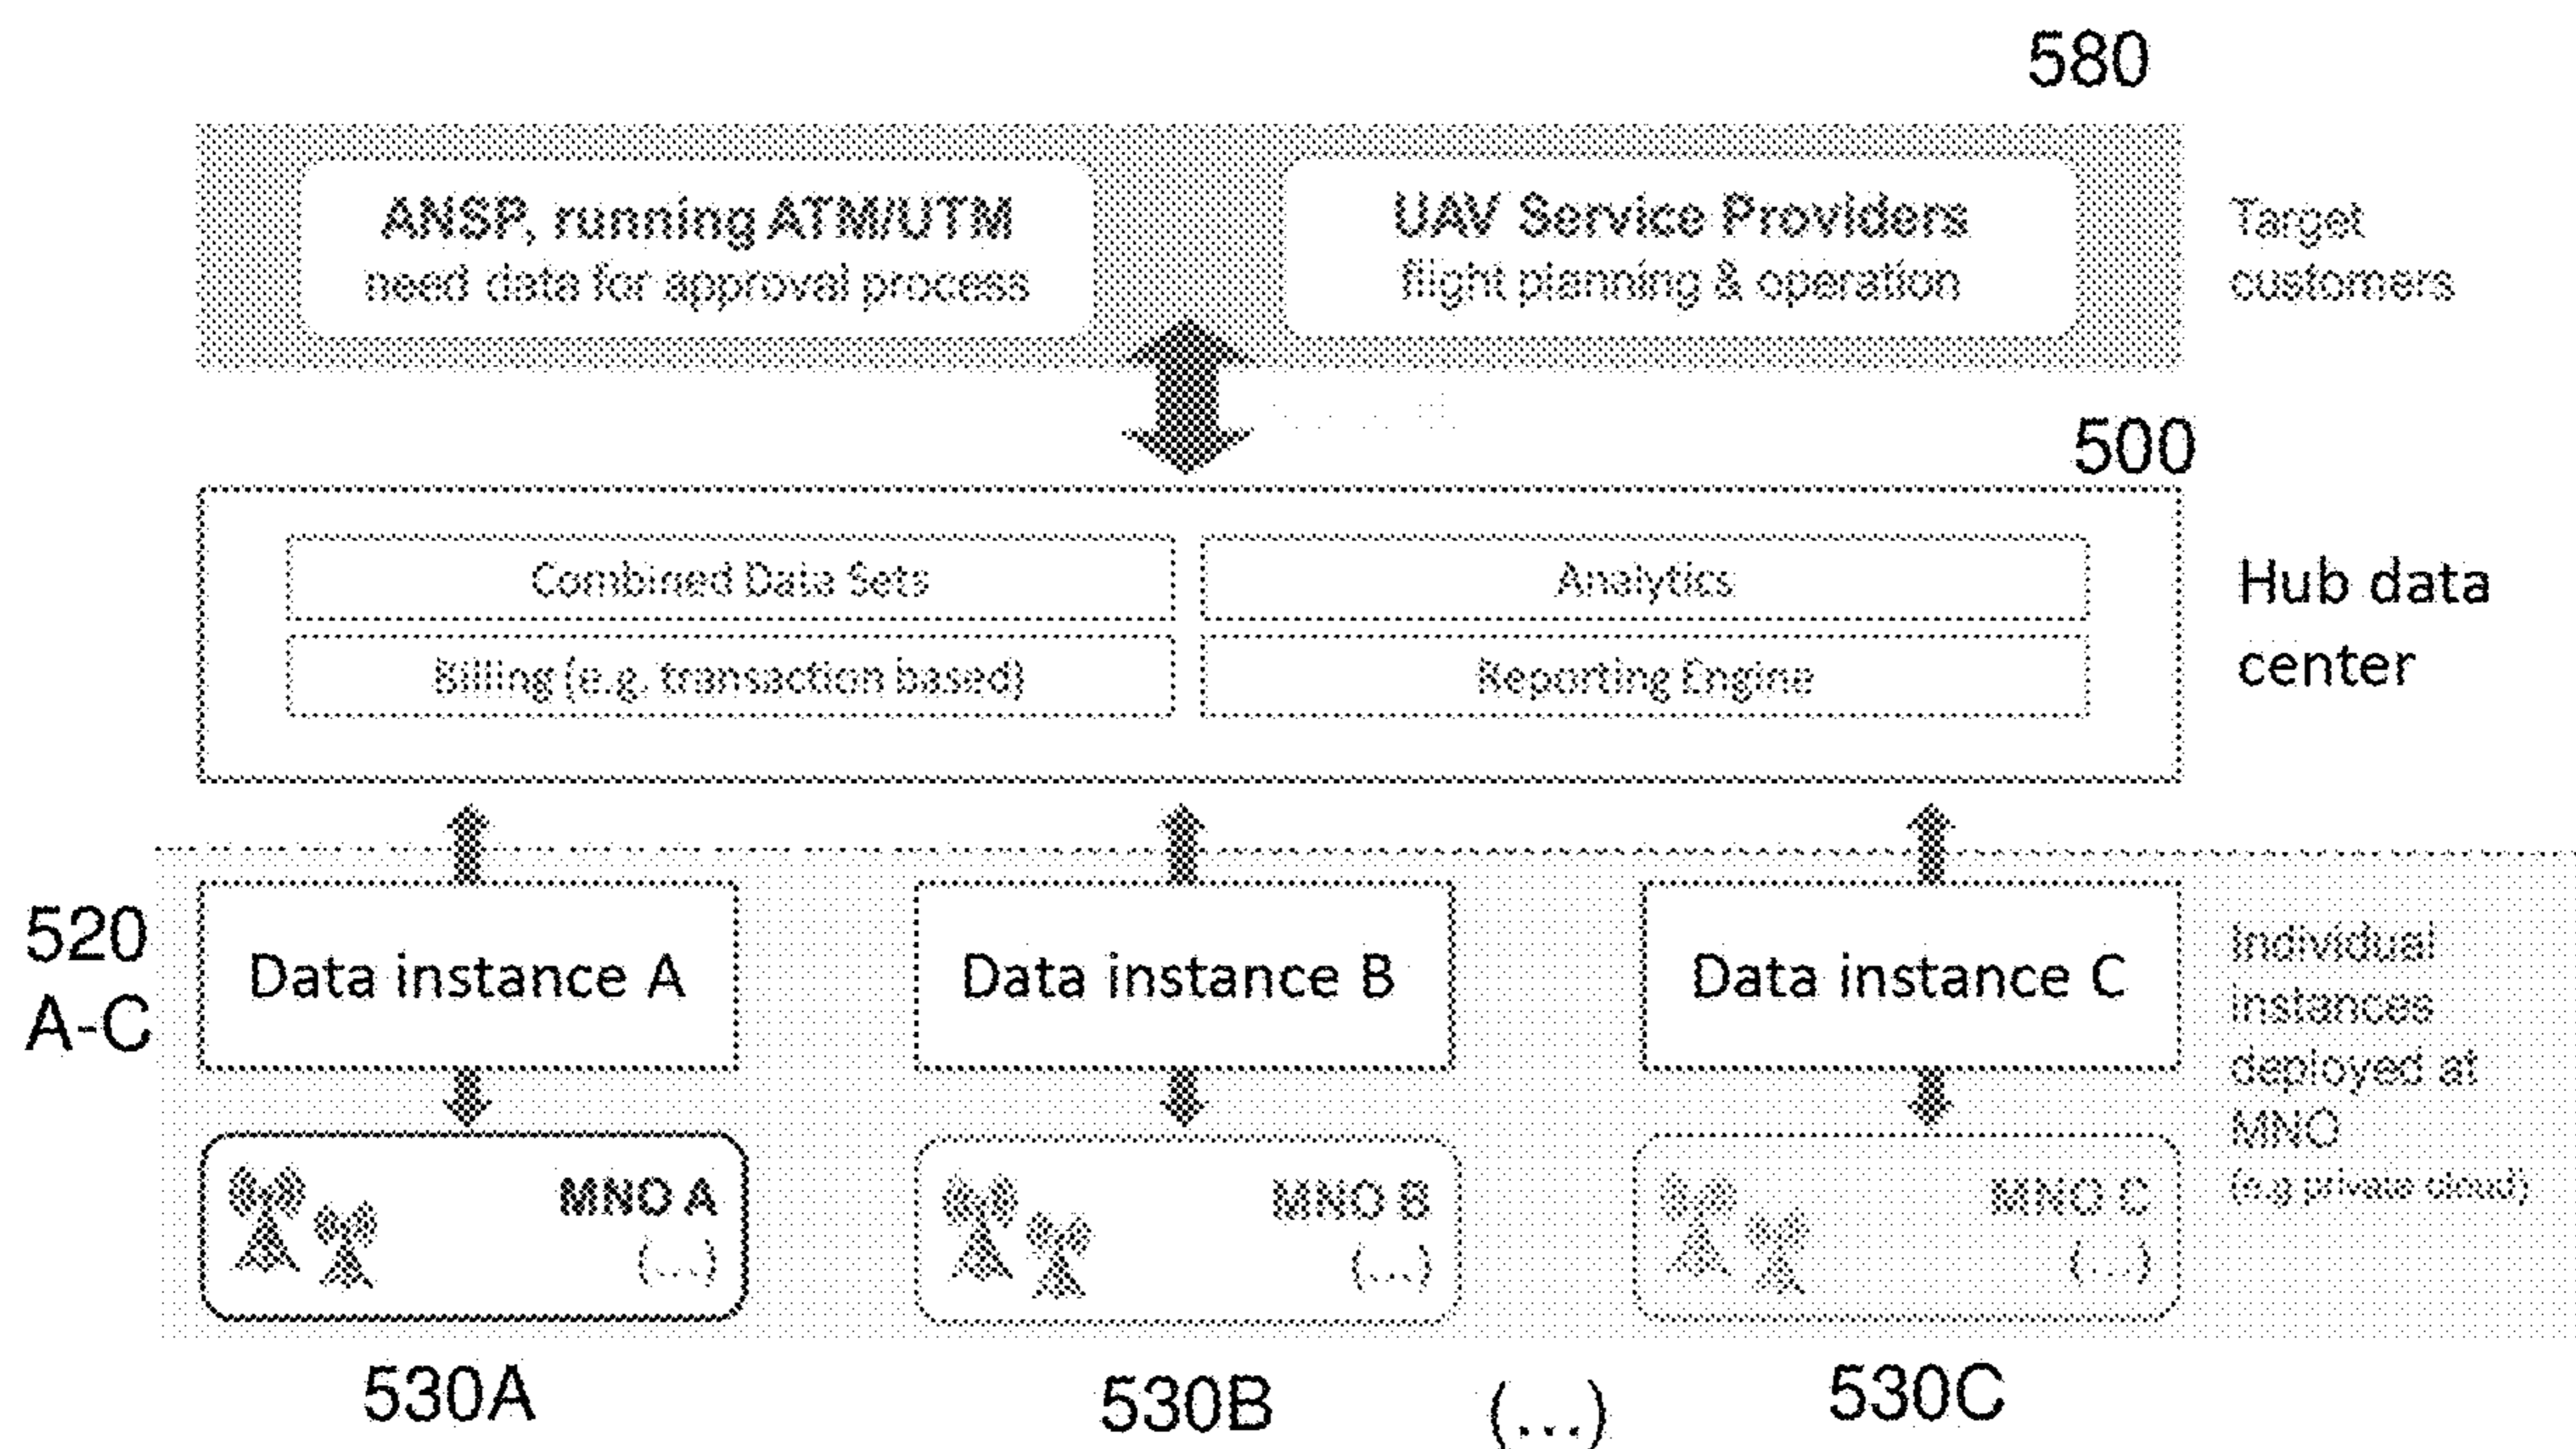 580
ANSP, running ATM/UTM
need data for approval process
UAV Service Providers
flight planning & operation
Target
customers
500
Combined Data Sets
Analytics
Billing (e.g. transaction based)
Reporting Engine
Hub data
center
520
A-C
Data instance A
Data instance B
Data instance C
Individual
instances
deployed at
MNO
(e.g private cloud)
MNO A
(...)
MNO B
(...)
MNO C
(...)
530A
530B
(...)
530C